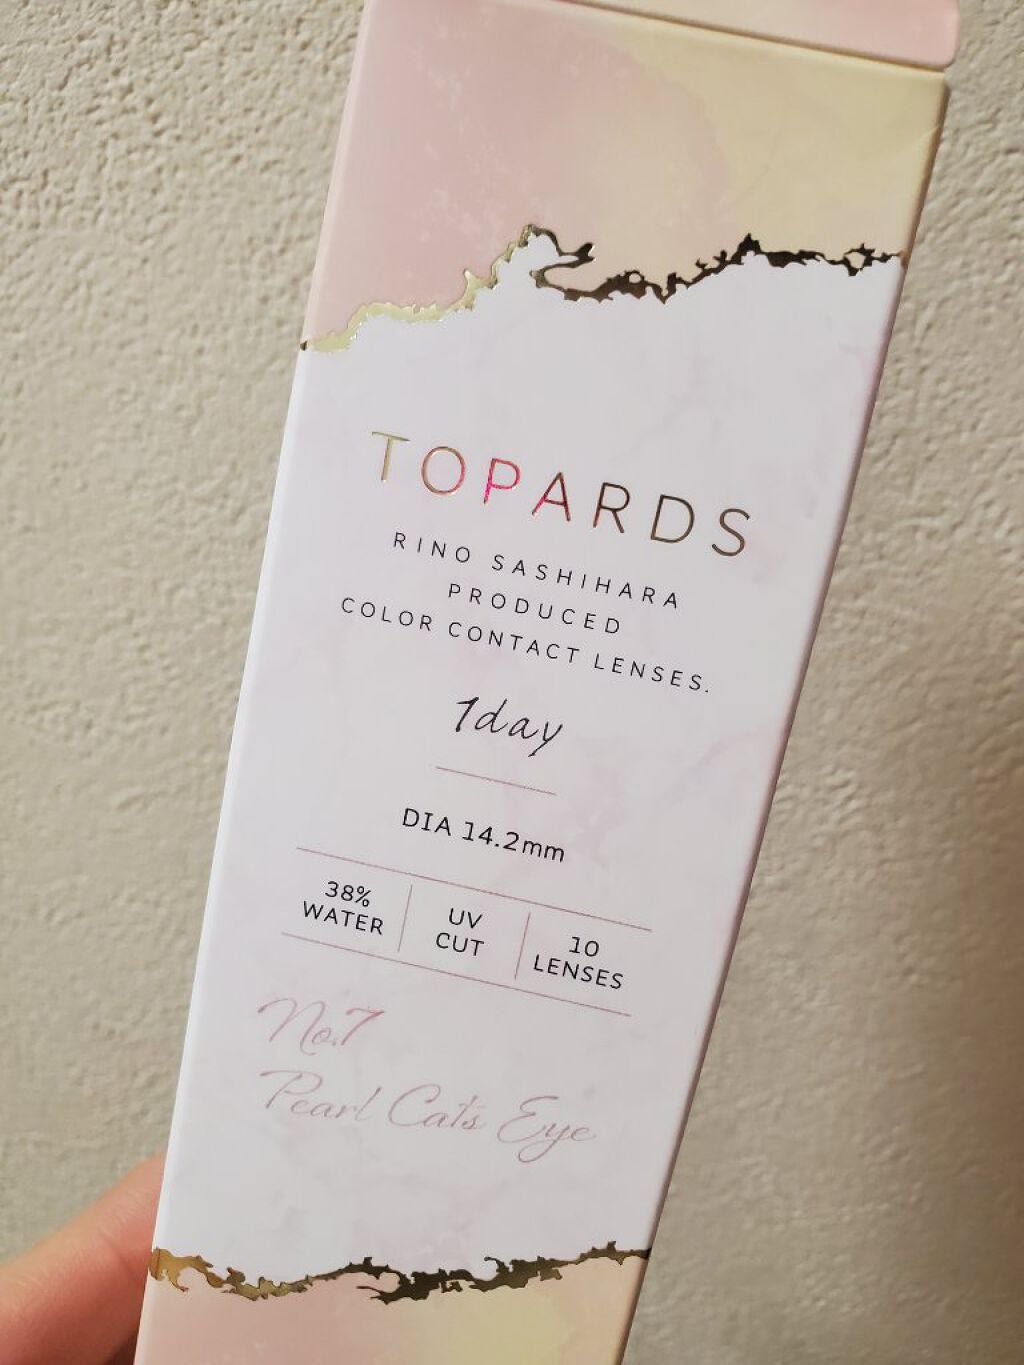 TOPARDS
RINO SASHIHARA
PRODUCED
COLOR CONTACT LENSES.
1day
DIA 14.2mm
38%
WATER
UV
CUT
10
LENSES
No.7
Pearl Cat's Eye